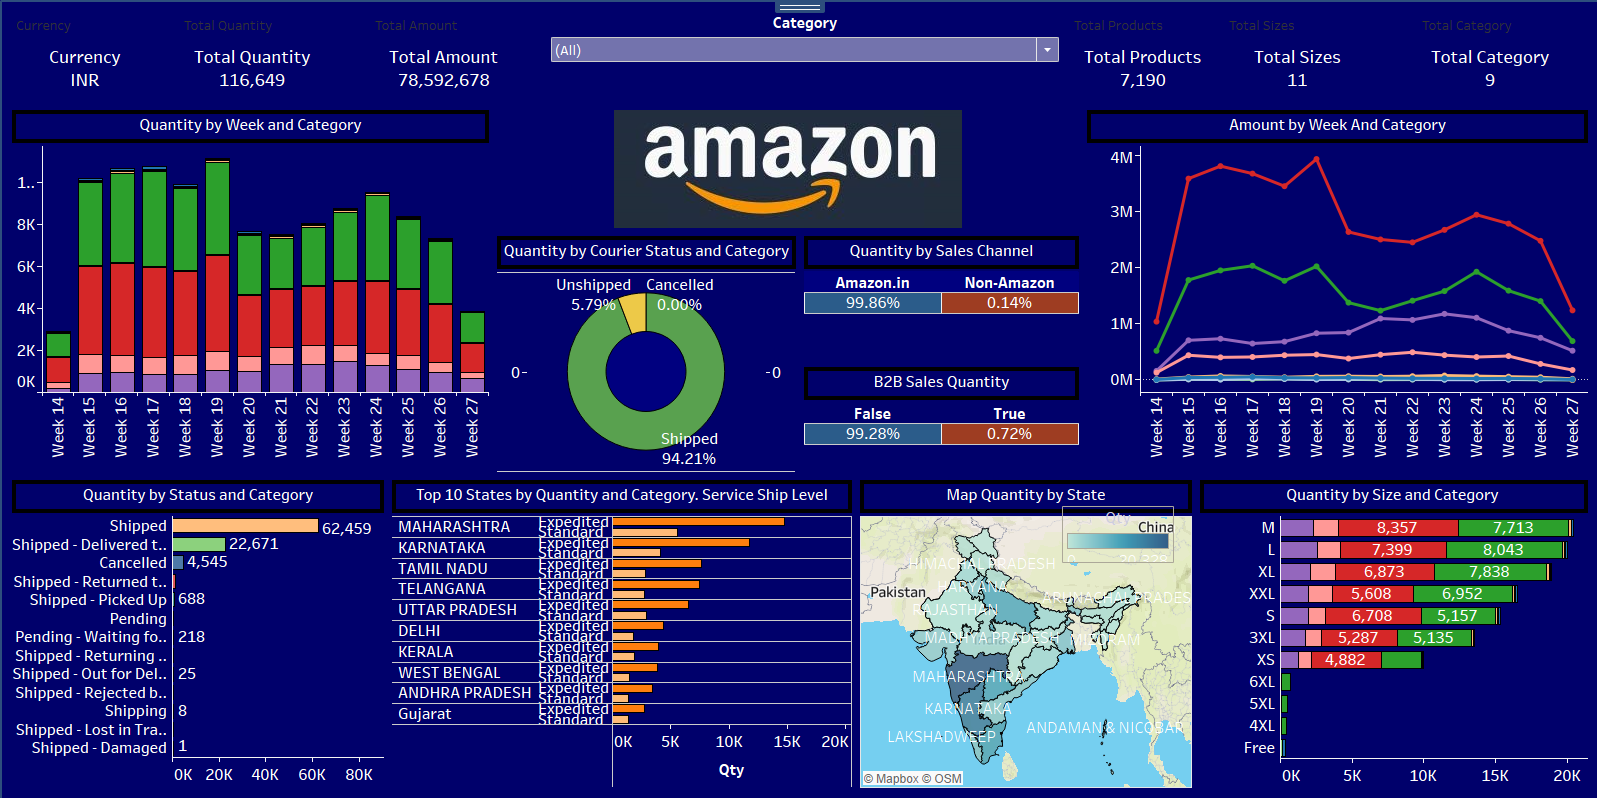 Currency
Total Quantity
Total Amount
Category
Total Products
Total Sizes
Total Category
Currency
INR
Total Quantity
116,649
Total Amount
78,592,678
(All)
Total Products
7,190
Total Sizes
11
Total Category
9
Quantity by Week and Category
1..
8K
6K
4K
2K
0K
Week 14
Week 15
Week 16
Week 17
Week 18
Week 19
Week 20
Week 21
Week 22
Week 23
Week 24
Week 25
Week 26
Week 27
amazon
Quantity by Courier Status and Category
Unshipped
5.79%
Cancelled
0.00%
0-
-0
Shipped
94.21%
Quantity by Sales Channel
Amazon.in Non-Amazon
99.86% 0.14%
B2B Sales Quantity
False True
99.28% 0.72%
Amount by Week And Category
4M
3M
2M
1M
0M
Week 14
Week 15
Week 16
Week 17
Week 18
Week 19
Week 20
Week 21
Week 22
Week 23
Week 24
Week 25
Week 26
Week 27
Quantity by Status and Category
Shipped 62,459
Shipped - Delivered t.. 22,671
Cancelled 4,545
Shipped - Returned t..
Shipped - Picked Up 688
Pending
Pending - Waiting fo.. 218
Shipped - Returning ..
Shipped - Out for Del.. 25
Shipped - Rejected b..
Shipping 8
Shipped - Lost in Tra..
Shipped - Damaged 1
0K 20K 40K 60K 80K
Top 10 States by Quantity and Category. Service Ship Level
MAHARASHTRA Expedited
Standard
KARNATAKA Expedited
Standard
TAMIL NADU Expedited
Standard
TELANGANA Expedited
Standard
UTTAR PRADESH Expedited
Standard
DELHI Expedited
Standard
KERALA Expedited
Standard
WEST BENGAL Expedited
Standard
ANDHRA PRADESH Expedited
Standard
Gujarat Expedited
Standard
0K 5K 10K 15K 20K
Qty
Map Quantity by State
Qty
China
HIMACHAL PRADESH
HARYANA
Pakistan
ARUNACHAL PRADES
RAJASTHAN
MADHYA PRADESH
MIZORAM
MAHARASHTRA
KARNATAKA
ANDAMAN & NICOBAR
LAKSHADWEEP
© Mapbox © OSM
Quantity by Size and Category
M 8,357 7,713
L 7,399 8,043
XL 6,873 7,838
XXL 5,608 6,952
S 6,708 5,157
3XL 5,287 5,135
XS 4,882
6XL
5XL
4XL
Free
0K 5K 10K 15K 20K